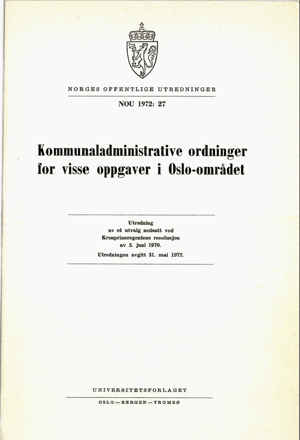 NORGES OFFENTLIGE UTREDNINGER
NOU 1972: 27
Kommunaladministrative ordninger
for visse oppgaver i Oslo-området
Utredning
av et utvalg nedsatt ved
Kronprinsregentens resolusjon
av 5. juni 1970.
Utredningen avgitt 31. mai 1972.
UNIVERSITETSFORLAGET
OSLO — BERGEN — TROMSØ